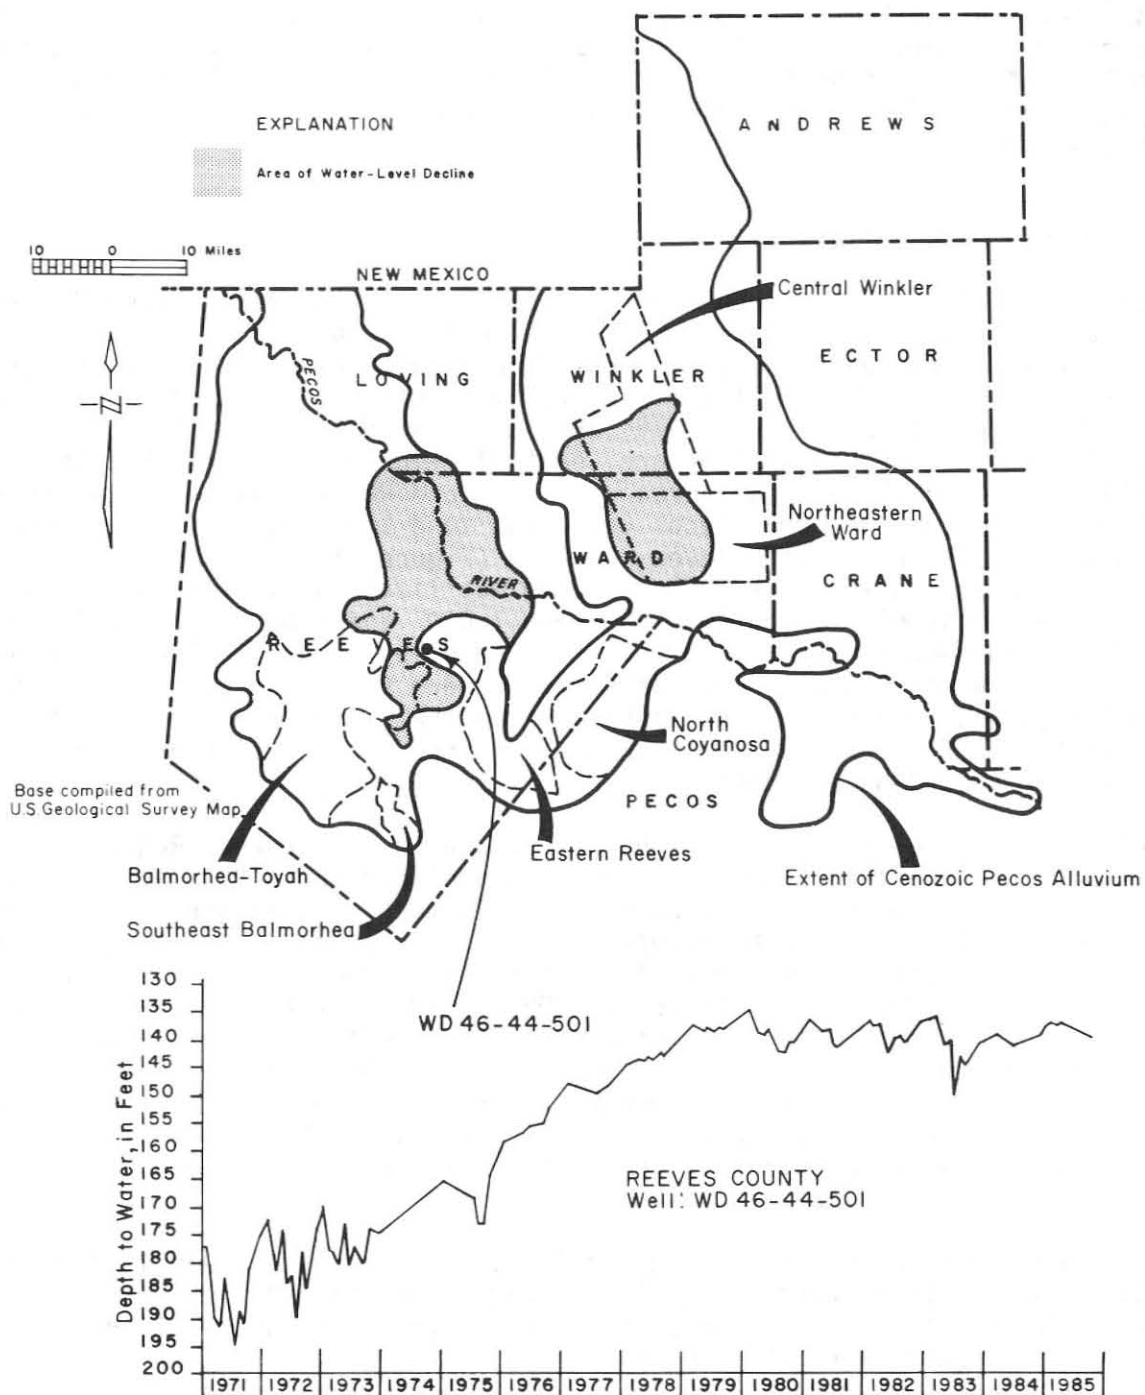 EXPLANATION
Area of Water-Level Decline
10 0 10 Miles
NEW MEXICO
ANDREWS
Central Winkler
ECTOR
PECOS
LOVING
WINKLER
Northeastern
Ward
WARD
CRANE
RIVER
REEVES
North
Coyanosa
Base compiled from
U.S. Geological Survey Map
PECOS
Eastern Reeves
Balmorhea-Toyah
Extent of Cenozoic Pecos Alluvium
Southeast Balmorhea
WD 46-44-501
Depth to Water, in Feet
130
135
140
145
150
155
160
165
170
175
180
185
190
195
200
REEVES COUNTY
Well: WD 46-44-501
1971 1972 1973 1974 1975 1976 1977 1978 1979 1980 1981 1982 1983 1984 1985